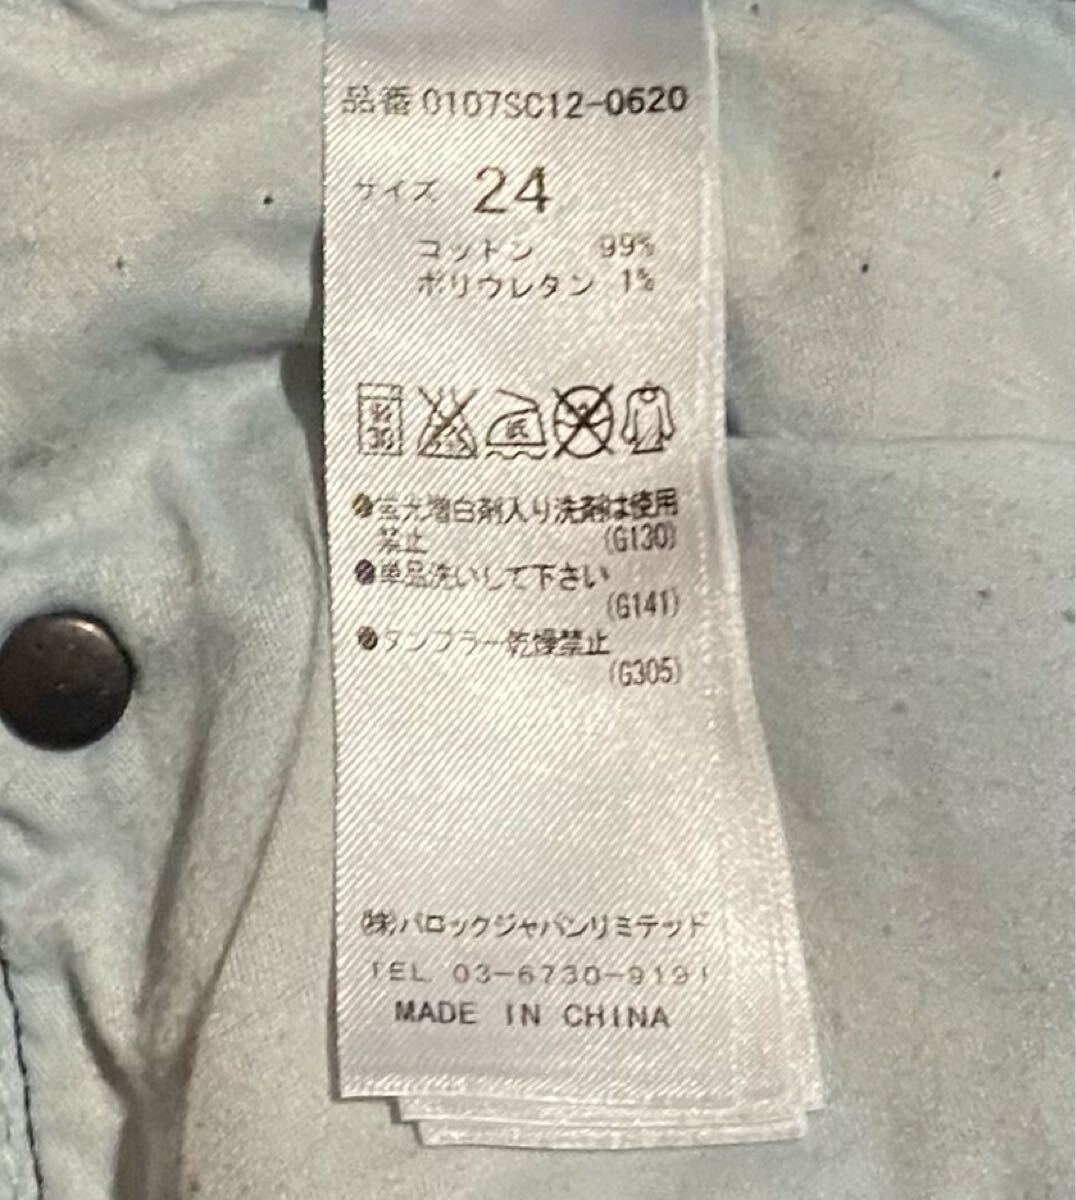 品番 0107SC12-0620
サイズ 24
コットン 99%
ポリウレタン 1%
30
低
●蛍光増白剤入り洗剤は使用
禁止 (G130)
●単品洗いして下さい
(G141)
●タンブラー乾燥禁止
(G305)
(株)バロックジャパンリミテッド
TEL 03-6730-9191
MADE IN CHINA